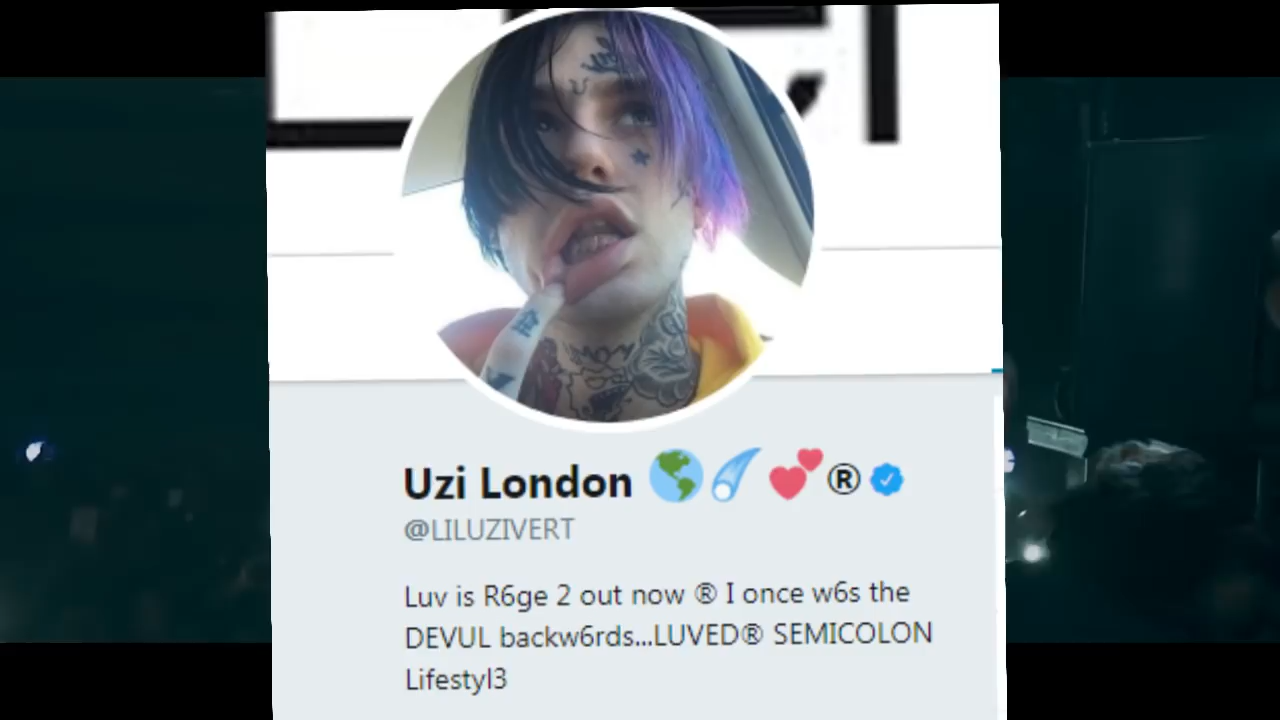 Uzi London 🌎☄️💕® 
@LILUZIVERT
Luv is R6ge 2 out now ® I once w6s the
DEVUL backw6rds...LUVED® SEMICOLON
Lifestyl3